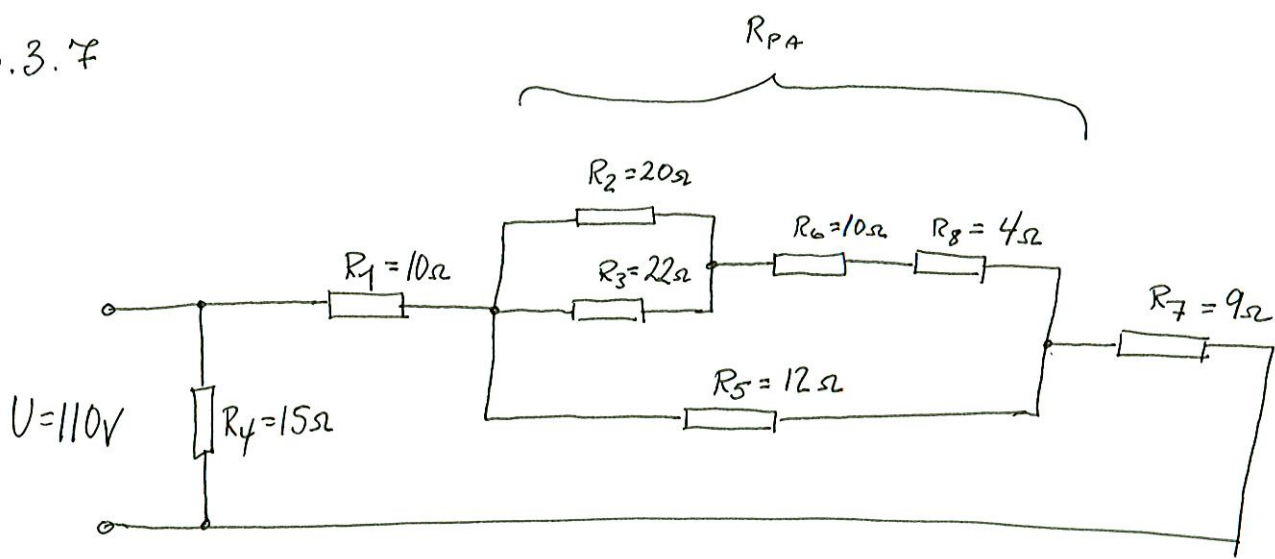 .3.7
R_PA
R₂=20Ω
R₆=10Ω R₈=4Ω
R₁=10Ω
R₃=22Ω
R₇=9Ω
R₅=12Ω
U=110V
R₄=15Ω